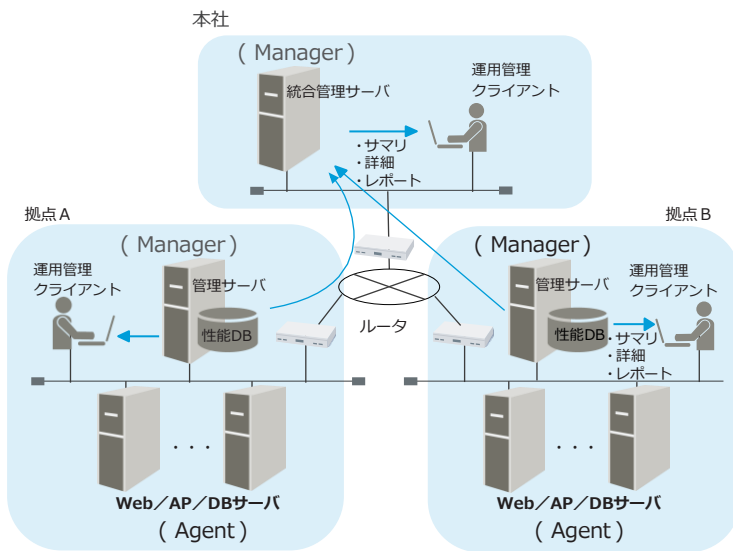 本社
( Manager )
統合管理サーバ
運用管理
クライアント
・サマリ
・詳細
・レポート
拠点A
( Manager )
運用管理
クライアント
管理サーバ
性能DB
ルータ
拠点B
( Manager )
管理サーバ
運用管理
クライアント
性能DB
・サマリ
・詳細
・レポート
・・・
Web／AP／DBサーバ
( Agent )
・・・
Web／AP／DBサーバ
( Agent )